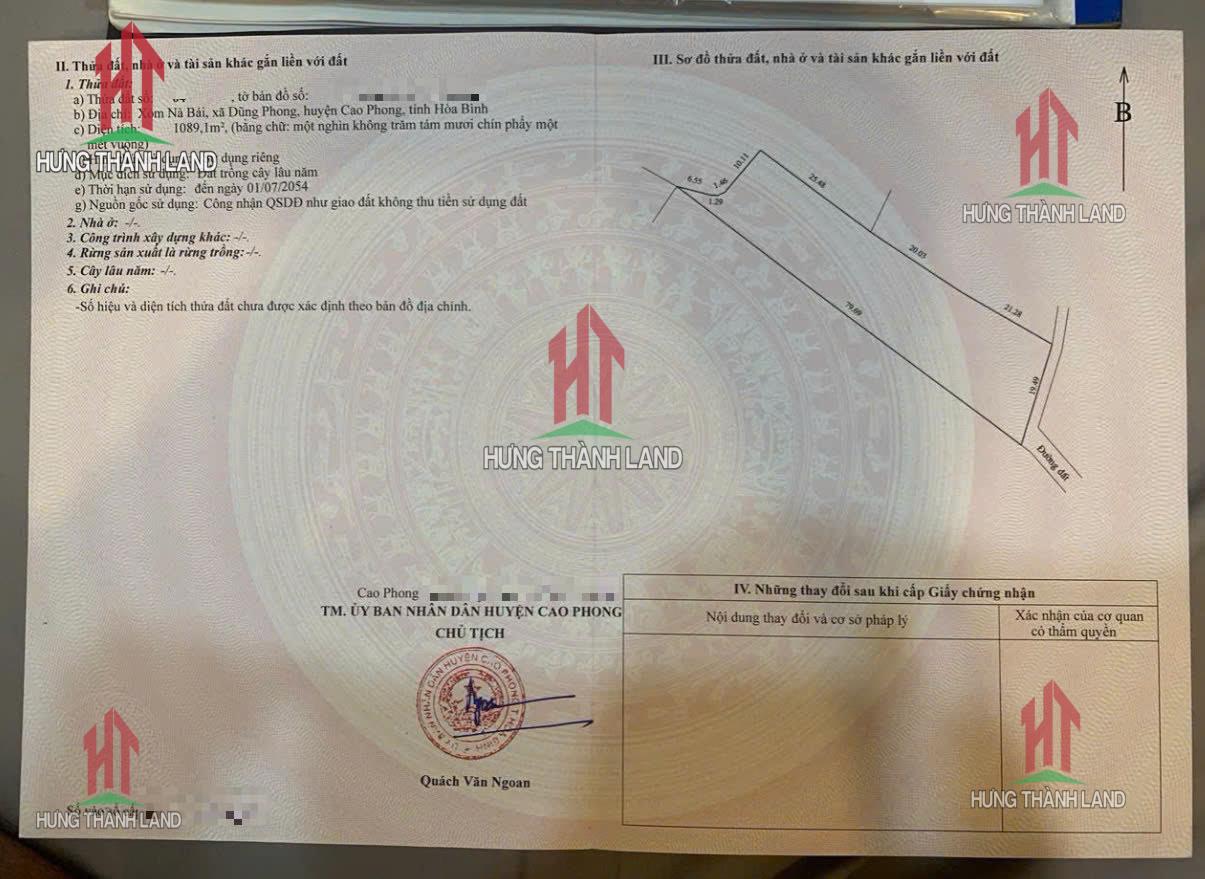 II. Thửa đất, nhà ở và tài sản khác gắn liền với đất
1. Thửa đất:
a) Thửa đất số: , tờ bản đồ số:
b) Địa chỉ: Xóm Nà Bái, xã Dũng Phong, huyện Cao Phong, tỉnh Hòa Bình
c) Diện tích: 1089,1m², (bằng chữ: một nghìn không trăm tám mươi chín phẩy một
mét vuông)
dụng riêng
đ) Mục đích sử dụng: Đất trồng cây lâu năm
e) Thời hạn sử dụng: đến ngày 01/07/2054
g) Nguồn gốc sử dụng: Công nhận QSDĐ như giao đất không thu tiền sử dụng đất
2. Nhà ở: -/-.
3. Công trình xây dựng khác: -/-.
4. Rừng sản xuất là rừng trồng:-/-.
5. Cây lâu năm: -/-.
6. Ghi chú:
-Số hiệu và diện tích thửa đất chưa được xác định theo bản đồ địa chính.
HT
HƯNG THÀNH LAND
HT
HƯNG THÀNH LAND
Cao Phong
TM. ỦY BAN NHÂN DÂN HUYỆN CAO PHONG
CHỦ TỊCH
Quách Văn Ngoan
Số vào sổ cấp
HT
HƯNG THÀNH LAND
III. Sơ đồ thửa đất, nhà ở và tài sản khác gắn liền với đất
B
HT
HƯNG THÀNH LAND
6.55
1.46
1.29
10.11
25.48
20.03
21.28
79.69
19.49
Đường đất
IV. Những thay đổi sau khi cấp Giấy chứng nhận
Nội dung thay đổi và cơ sở pháp lý
Xác nhận của cơ quan
có thẩm quyền
HT
HƯNG THÀNH LAND